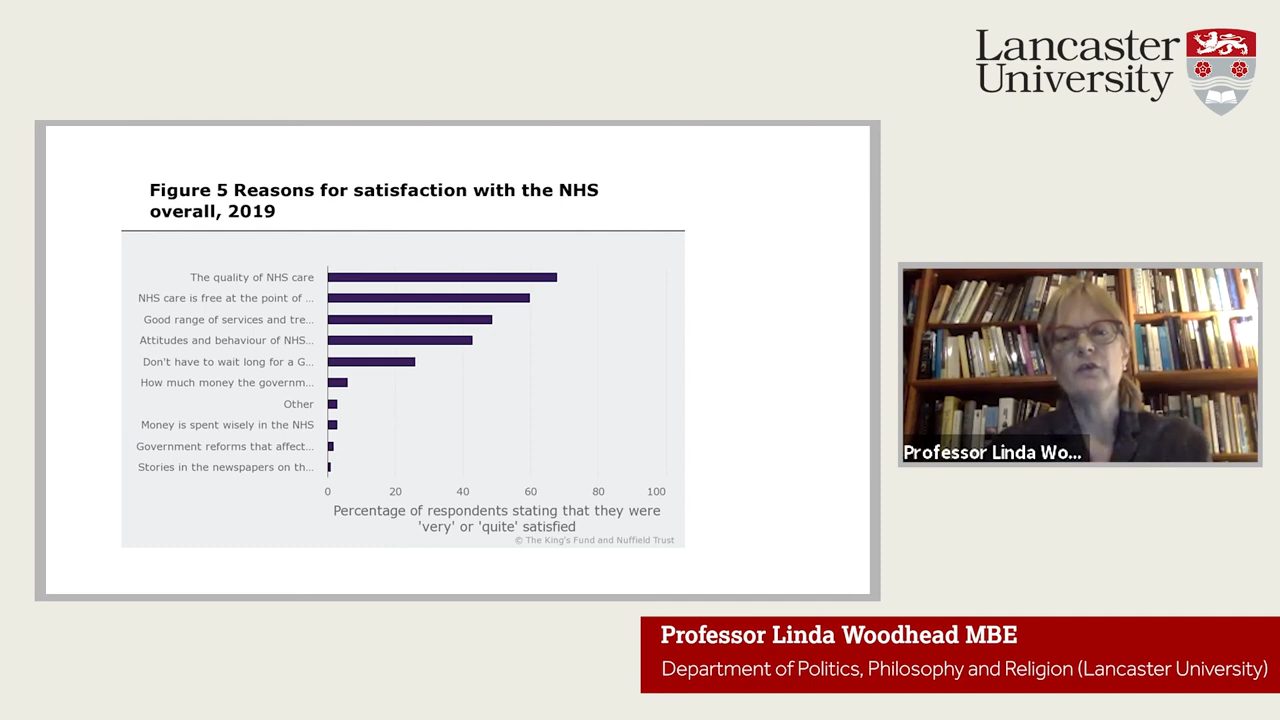 Lancaster
University
Figure 5 Reasons for satisfaction with the NHS
overall, 2019
The quality of NHS care
NHS care is free at the point of ...
Good range of services and tre...
Attitudes and behaviour of NHS...
Don't have to wait long for a G...
How much money the governm...
Other
Money is spent wisely in the NHS
Government reforms that affect...
Stories in the newspapers on th...
0 20 40 60 80 100
Percentage of respondents stating that they were
'very' or 'quite' satisfied
© The King's Fund and Nuffield Trust
Professor Linda Wo...
Professor Linda Woodhead MBE
Department of Politics, Philosophy and Religion (Lancaster University)